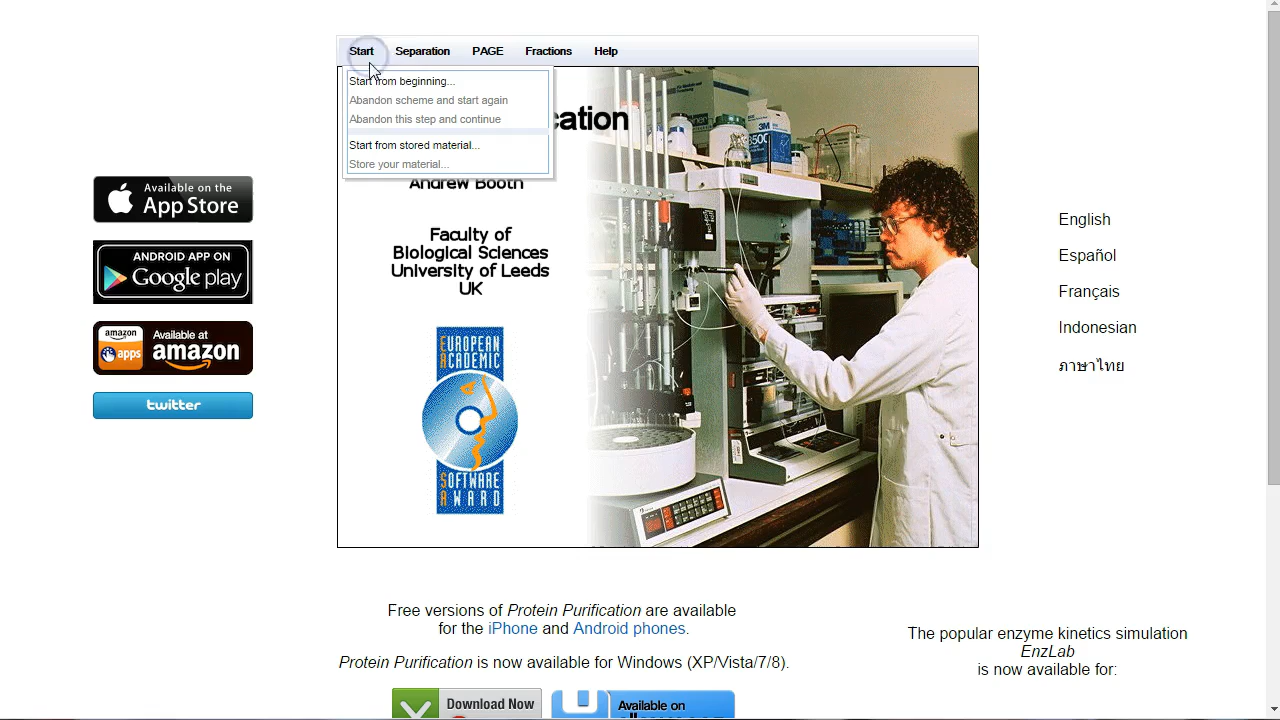 Start Separation PAGE Fractions Help
Start from beginning...
Abandon scheme and start again
Abandon this step and continue
Start from stored material...
Store your material...
Andrew Booth
Faculty of
Biological Sciences
University of Leeds
UK
EUROPEAN
ACADEMIC
SOFTWARE
AWARD
Available on the
App Store
ANDROID APP ON
Google play
amazon
apps
Available at
amazon
twitter
3M
English
Español
Français
Indonesian
ภาษาไทย
Free versions of Protein Purification are available
for the iPhone and Android phones.
Protein Purification is now available for Windows (XP/Vista/7/8).
Download Now
Available on
The popular enzyme kinetics simulation
EnzLab
is now available for: